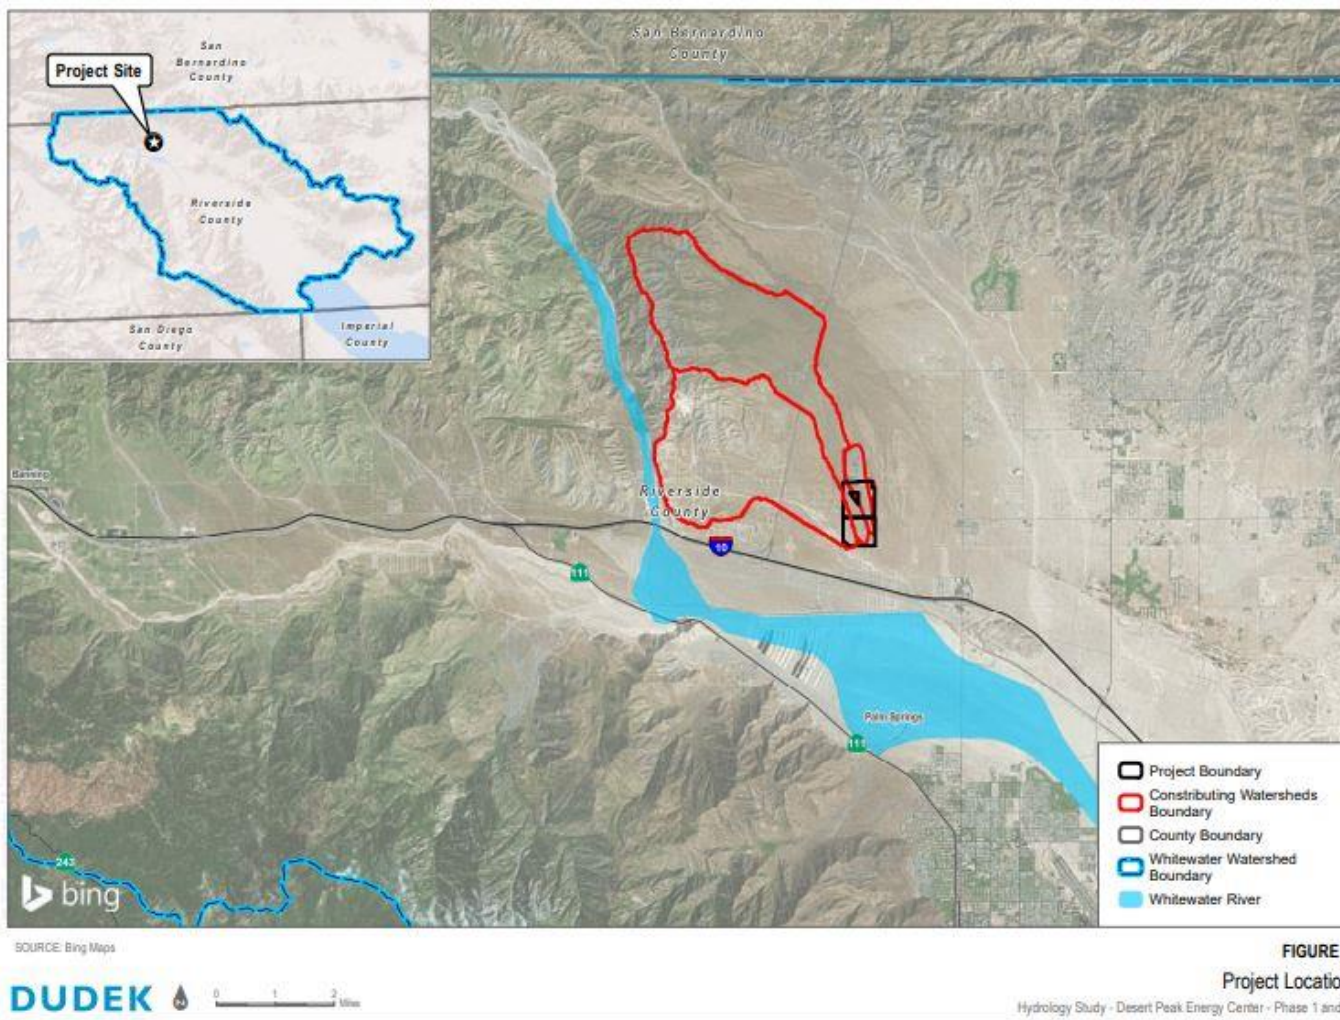 San Bernardino
County
San
Bernardino
County
Project Site
Riverside
County
San Diego
County
Imperial
County
Banning
Riverside
County
10
111
Palm Springs
111
243
bing
Project Boundary
Constributing Watersheds
Boundary
County Boundary
Whitewater Watershed
Boundary
Whitewater River
SOURCE: Bing Maps
FIGURE
Project Locatio
DUDEK
0 1 2
Miles
Hydrology Study - Desert Peak Energy Center - Phase 1 and